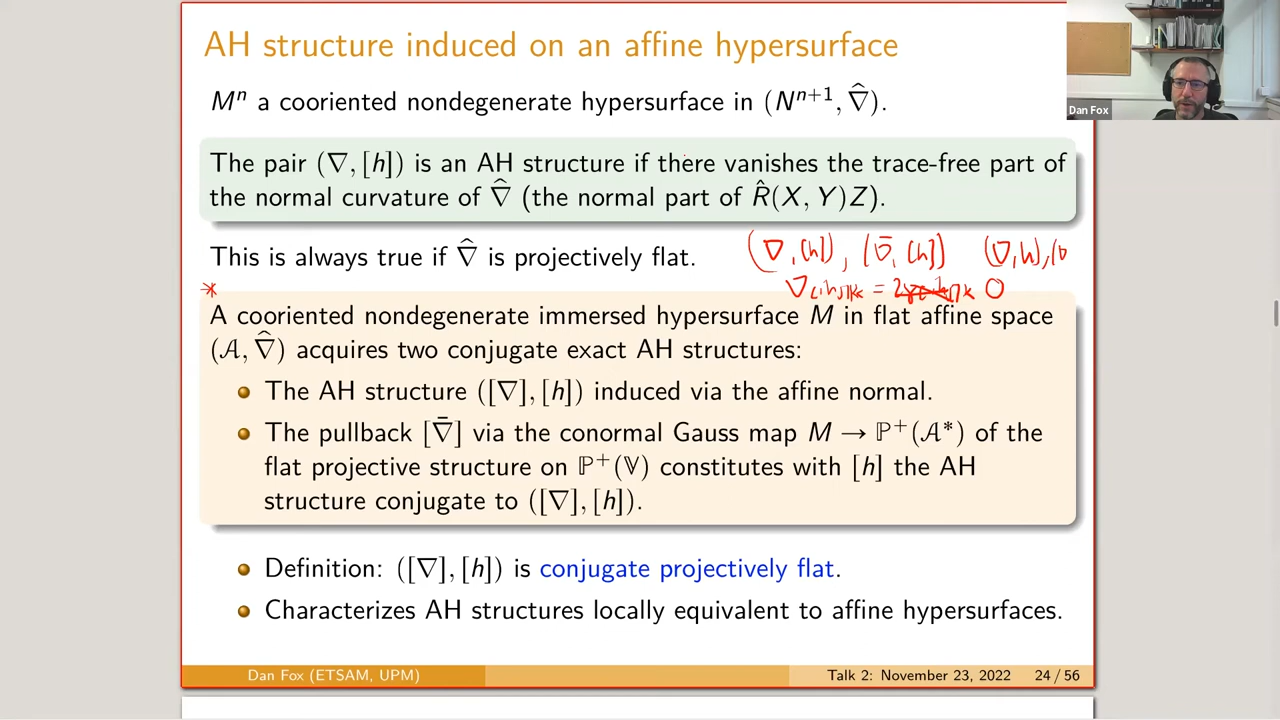 AH structure induced on an affine hypersurface
Mⁿ a cooriented nondegenerate hypersurface in (Nⁿ⁺¹, ∇̂).
The pair (∇, [h]) is an AH structure if there vanishes the trace-free part of
the normal curvature of ∇̂ (the normal part of R̂(X, Y)Z).
This is always true if ∇̂ is projectively flat.
(∇, [h]), (∇̄, [h]) (∇, h),
*
A cooriented nondegenerate immersed hypersurface M in flat affine space
(𝒜, ∇̂) acquires two conjugate exact AH structures:
The AH structure ([∇], [h]) induced via the affine normal.
The pullback [∇̄] via the conormal Gauss map M → ℙ⁺(𝒜*) of the
flat projective structure on ℙ⁺(𝕍) constitutes with [h] the AH
structure conjugate to ([∇], [h]).
Definition: ([∇], [h]) is conjugate projectively flat.
Characterizes AH structures locally equivalent to affine hypersurfaces.
Dan Fox (ETSAM, UPM) Talk 2: November 23, 2022 24 / 56
Dan Fox